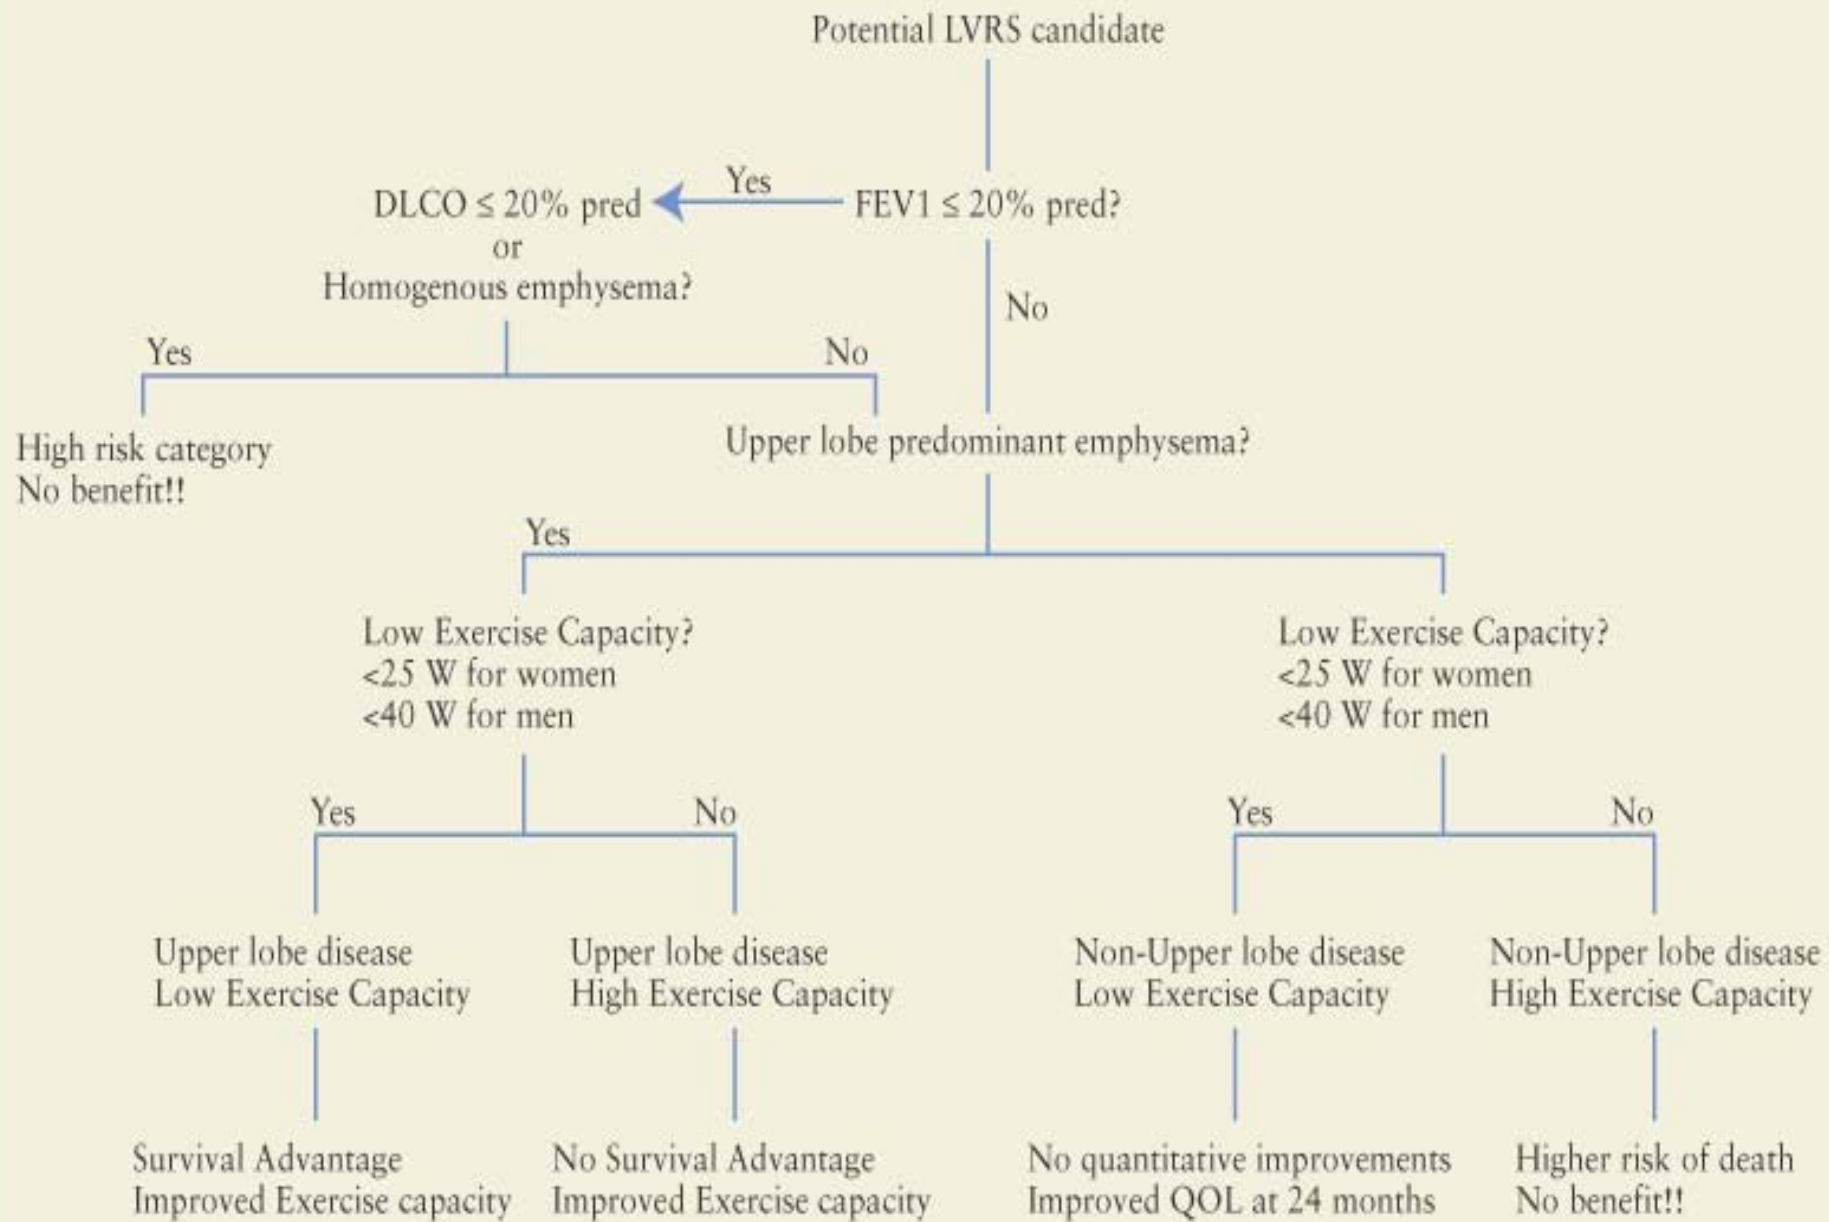 Potential LVRS candidate
DLCO ≤ 20% pred
or
Homogenous emphysema?
Yes
FEV1 ≤ 20% pred?
No
Yes
No
High risk category
No benefit!!
Upper lobe predominant emphysema?
Yes
Low Exercise Capacity?
<25 W for women
<40 W for men
Low Exercise Capacity?
<25 W for women
<40 W for men
Yes
No
Yes
No
Upper lobe disease
Low Exercise Capacity
Upper lobe disease
High Exercise Capacity
Non-Upper lobe disease
Low Exercise Capacity
Non-Upper lobe disease
High Exercise Capacity
Survival Advantage
Improved Exercise capacity
No Survival Advantage
Improved Exercise capacity
No quantitative improvements
Improved QOL at 24 months
Higher risk of death
No benefit!!